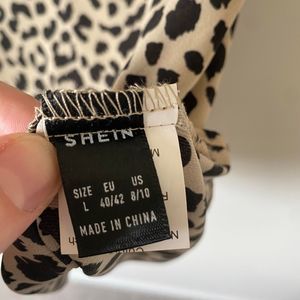 SHEIN
SIZE EU US
L 40/42 8/10
MADE IN CHINA